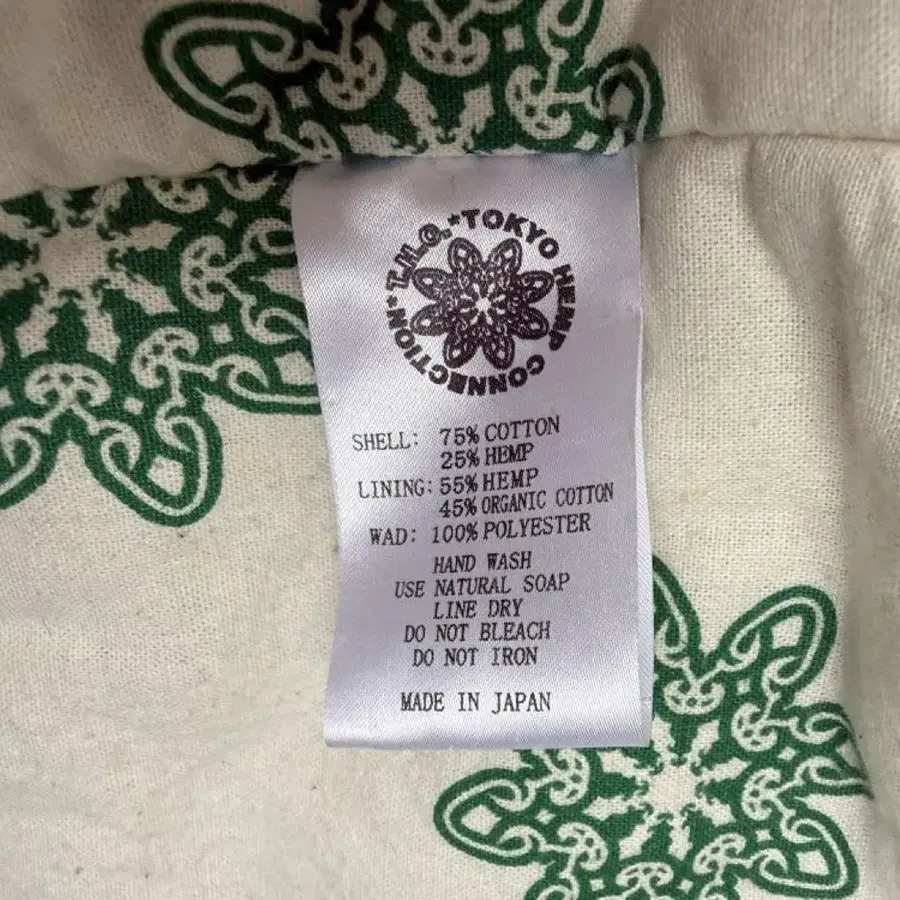 *T.H.C.*TOKYO HEMP CONNECTION
SHELL: 75% COTTON
25% HEMP
LINING: 55% HEMP
45% ORGANIC COTTON
WAD: 100% POLYESTER
HAND WASH
USE NATURAL SOAP
LINE DRY
DO NOT BLEACH
DO NOT IRON
MADE IN JAPAN